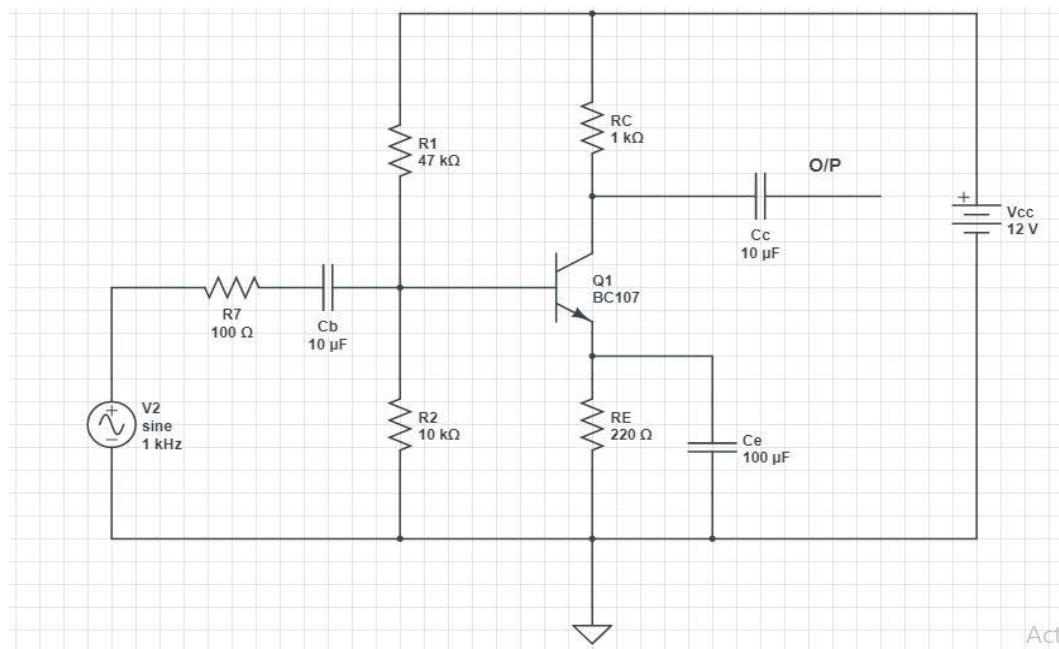 R1
47 kΩ
RC
1 kΩ
O/P
+
Vcc
12 V
Cc
10 µF
Q1
BC107
R7
100 Ω
Cb
10 µF
V2
sine
1 kHz
R2
10 kΩ
RE
220 Ω
Ce
100 µF
Act